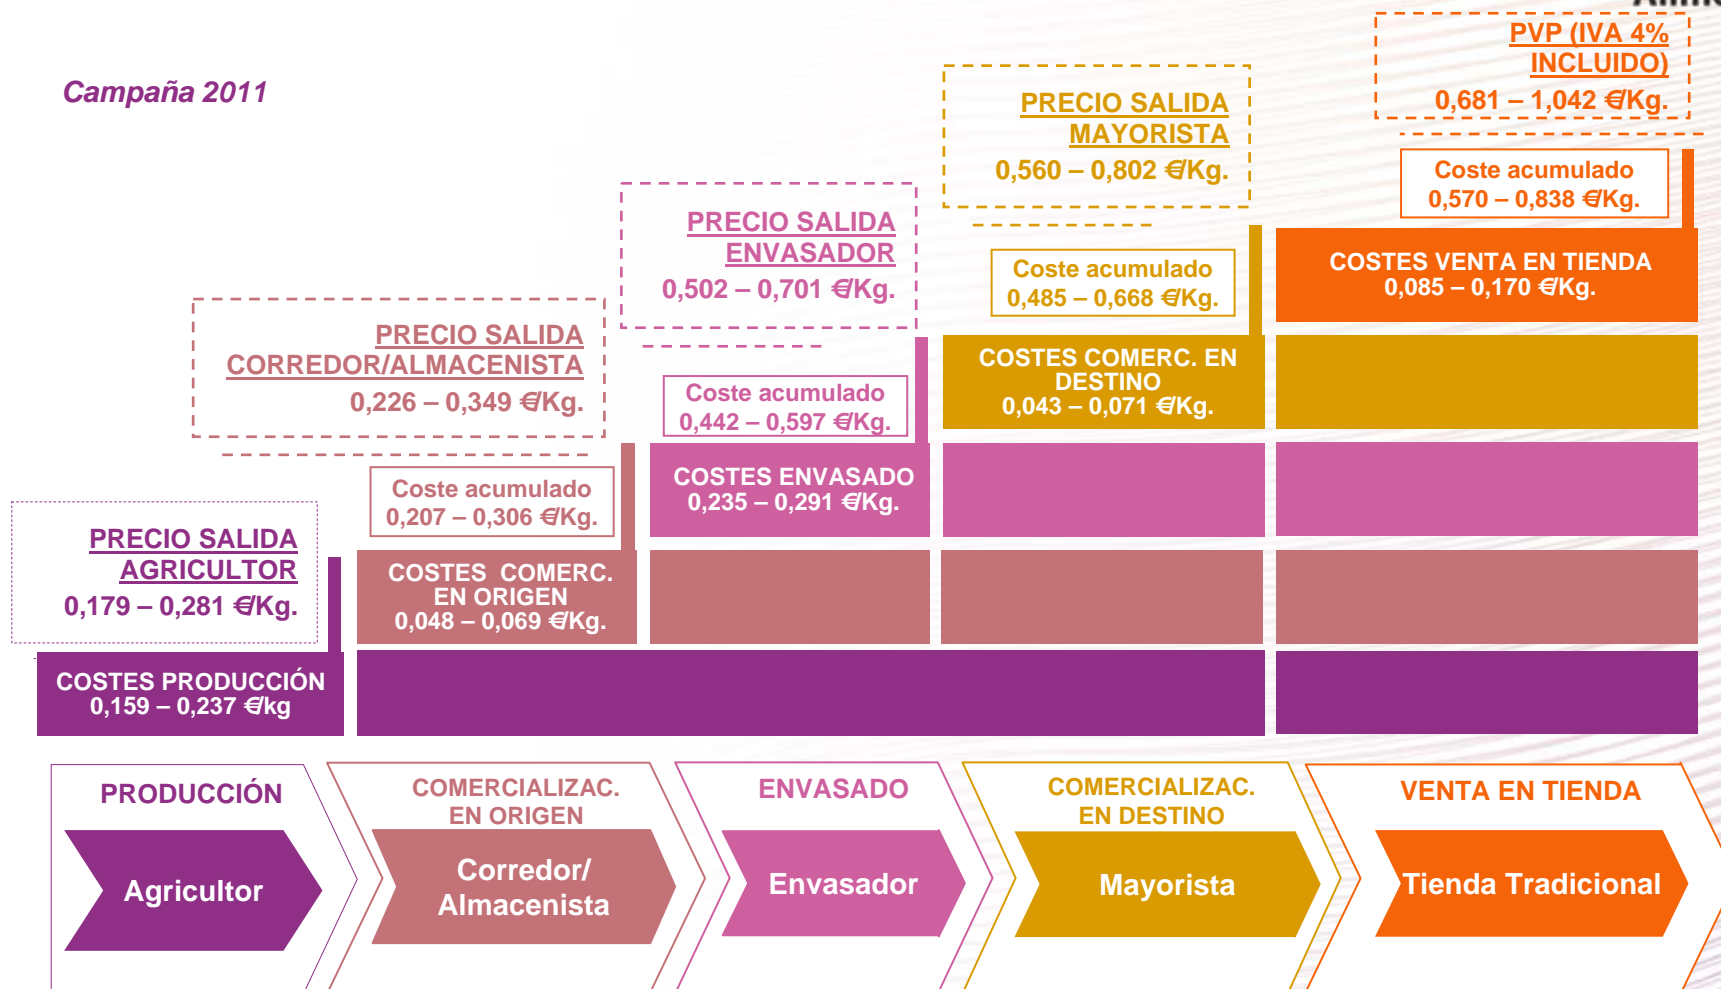 Campaña 2011
PVP (IVA 4%
INCLUIDO)
0,681 – 1,042 €/Kg.
Coste acumulado
0,570 – 0,838 €/Kg.
COSTES VENTA EN TIENDA
0,085 – 0,170 €/Kg.
PRECIO SALIDA
MAYORISTA
0,560 – 0,802 €/Kg.
Coste acumulado
0,485 – 0,668 €/Kg.
COSTES COMERC. EN
DESTINO
0,043 – 0,071 €/Kg.
PRECIO SALIDA
ENVASADOR
0,502 – 0,701 €/Kg.
Coste acumulado
0,442 – 0,597 €/Kg.
COSTES ENVASADO
0,235 – 0,291 €/Kg.
PRECIO SALIDA
CORREDOR/ALMACENISTA
0,226 – 0,349 €/Kg.
Coste acumulado
0,207 – 0,306 €/Kg.
COSTES COMERC.
EN ORIGEN
0,048 – 0,069 €/Kg.
PRECIO SALIDA
AGRICULTOR
0,179 – 0,281 €/Kg.
COSTES PRODUCCIÓN
0,159 – 0,237 €/kg
PRODUCCIÓN
Agricultor
COMERCIALIZAC.
EN ORIGEN
Corredor/
Almacenista
ENVASADO
Envasador
COMERCIALIZAC.
EN DESTINO
Mayorista
VENTA EN TIENDA
Tienda Tradicional